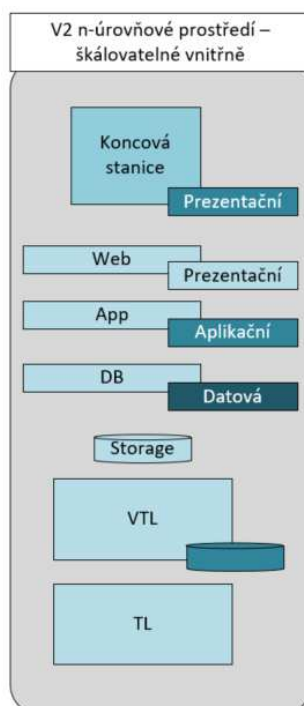 V2 n-úrovňové prostředí –
škálovatelné vnitřně
Koncová
stanice
Prezentační
Web
Prezentační
App
Aplikační
DB
Datová
Storage
VTL
TL